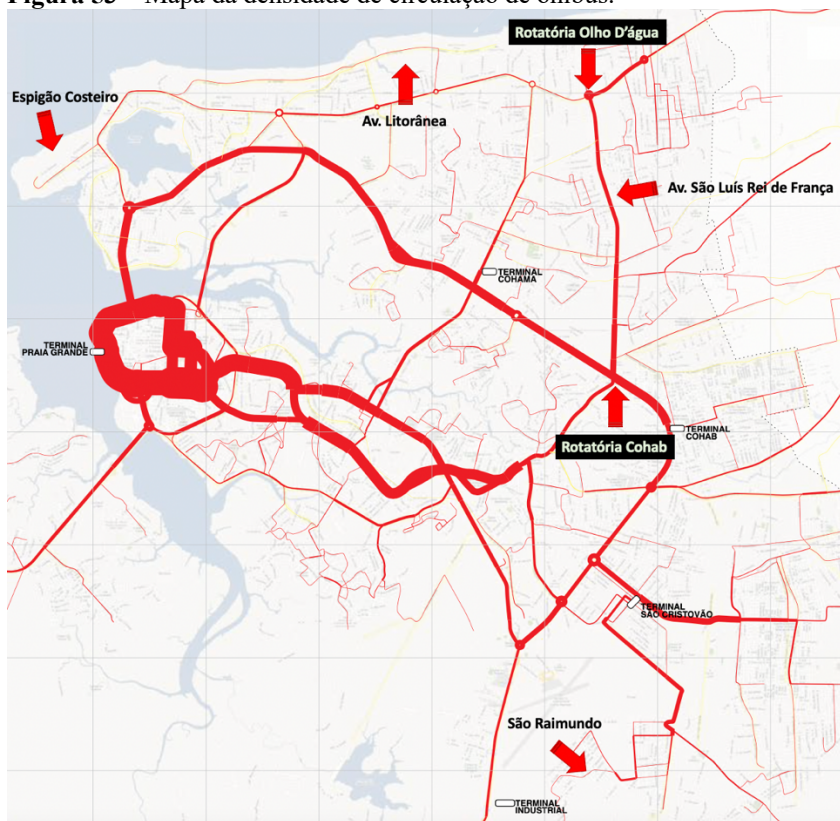 Figura – Mapa da densidade de circulação de ônibus.
Rotatória Olho D'água
Espigão Costeiro
Av. Litorânea
Av. São Luís Rei de França
TERMINAL
COHAMA
TERMINAL
PRAIA GRANDE
TERMINAL
COHAB
Rotatória Cohab
TERMINAL
SÃO CRISTOVÃO
São Raimundo
TERMINAL
INDUSTRIAL